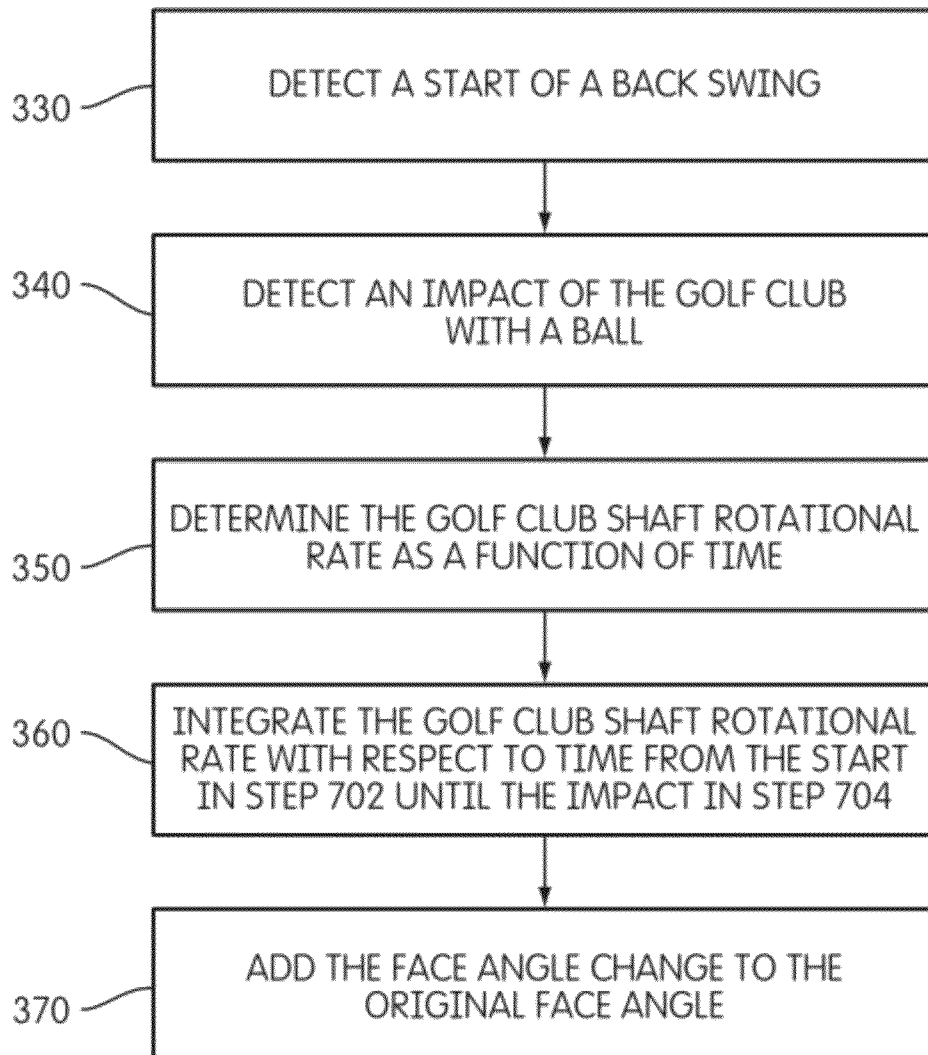 330
DETECT A START OF A BACK SWING
340
DETECT AN IMPACT OF THE GOLF CLUB
WITH A BALL
350
DETERMINE THE GOLF CLUB SHAFT ROTATIONAL
RATE AS A FUNCTION OF TIME
360
INTEGRATE THE GOLF CLUB SHAFT ROTATIONAL
RATE WITH RESPECT TO TIME FROM THE START
IN STEP 702 UNTIL THE IMPACT IN STEP 704
370
ADD THE FACE ANGLE CHANGE TO THE
ORIGINAL FACE ANGLE